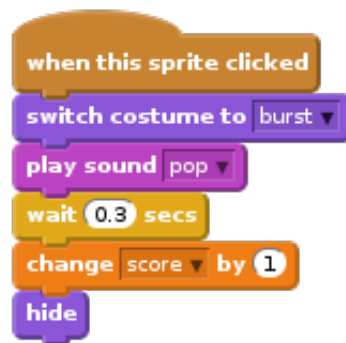 when this sprite clicked
switch costume to burst
play sound pop
wait 0.3 secs
change score by 1
hide